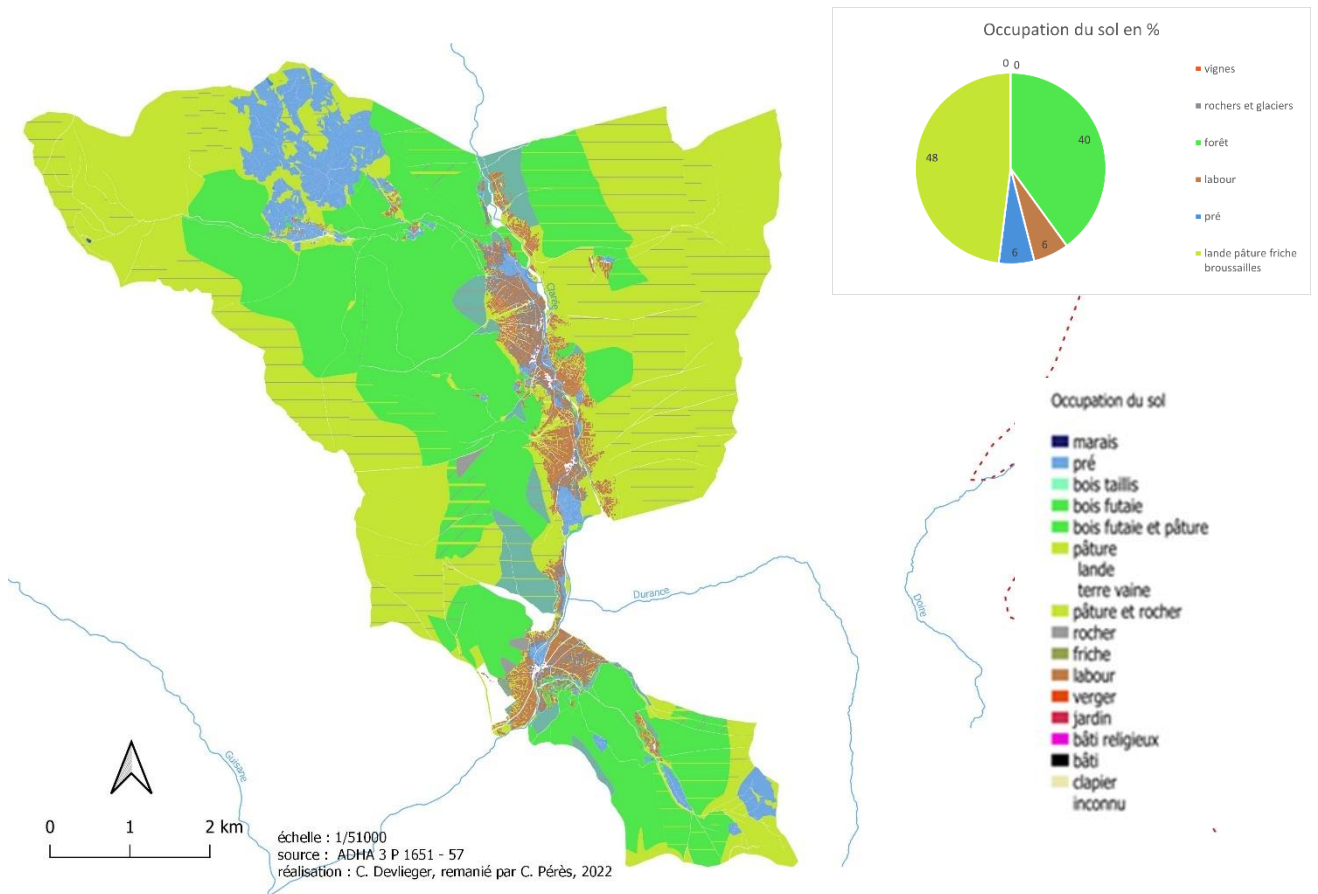 Occupation du sol en %
0 0
40
48
6
6
vignes
rochers et glaciers
forêt
labour
pré
lande pâture friche
broussailles
Clarée
Durance
Guisane
Doire
Occupation du sol
marais
pré
bois taillis
bois futaie
bois futaie et pâture
pâture
lande
terre vaine
pâture et rocher
rocher
friche
labour
verger
jardin
bâti religieux
bâti
clapier
inconnu
0 1 2 km
échelle : 1/51000
source : ADHA 3 P 1651 - 57
réalisation : C. Devlieger, remanié par C. Pérès, 2022